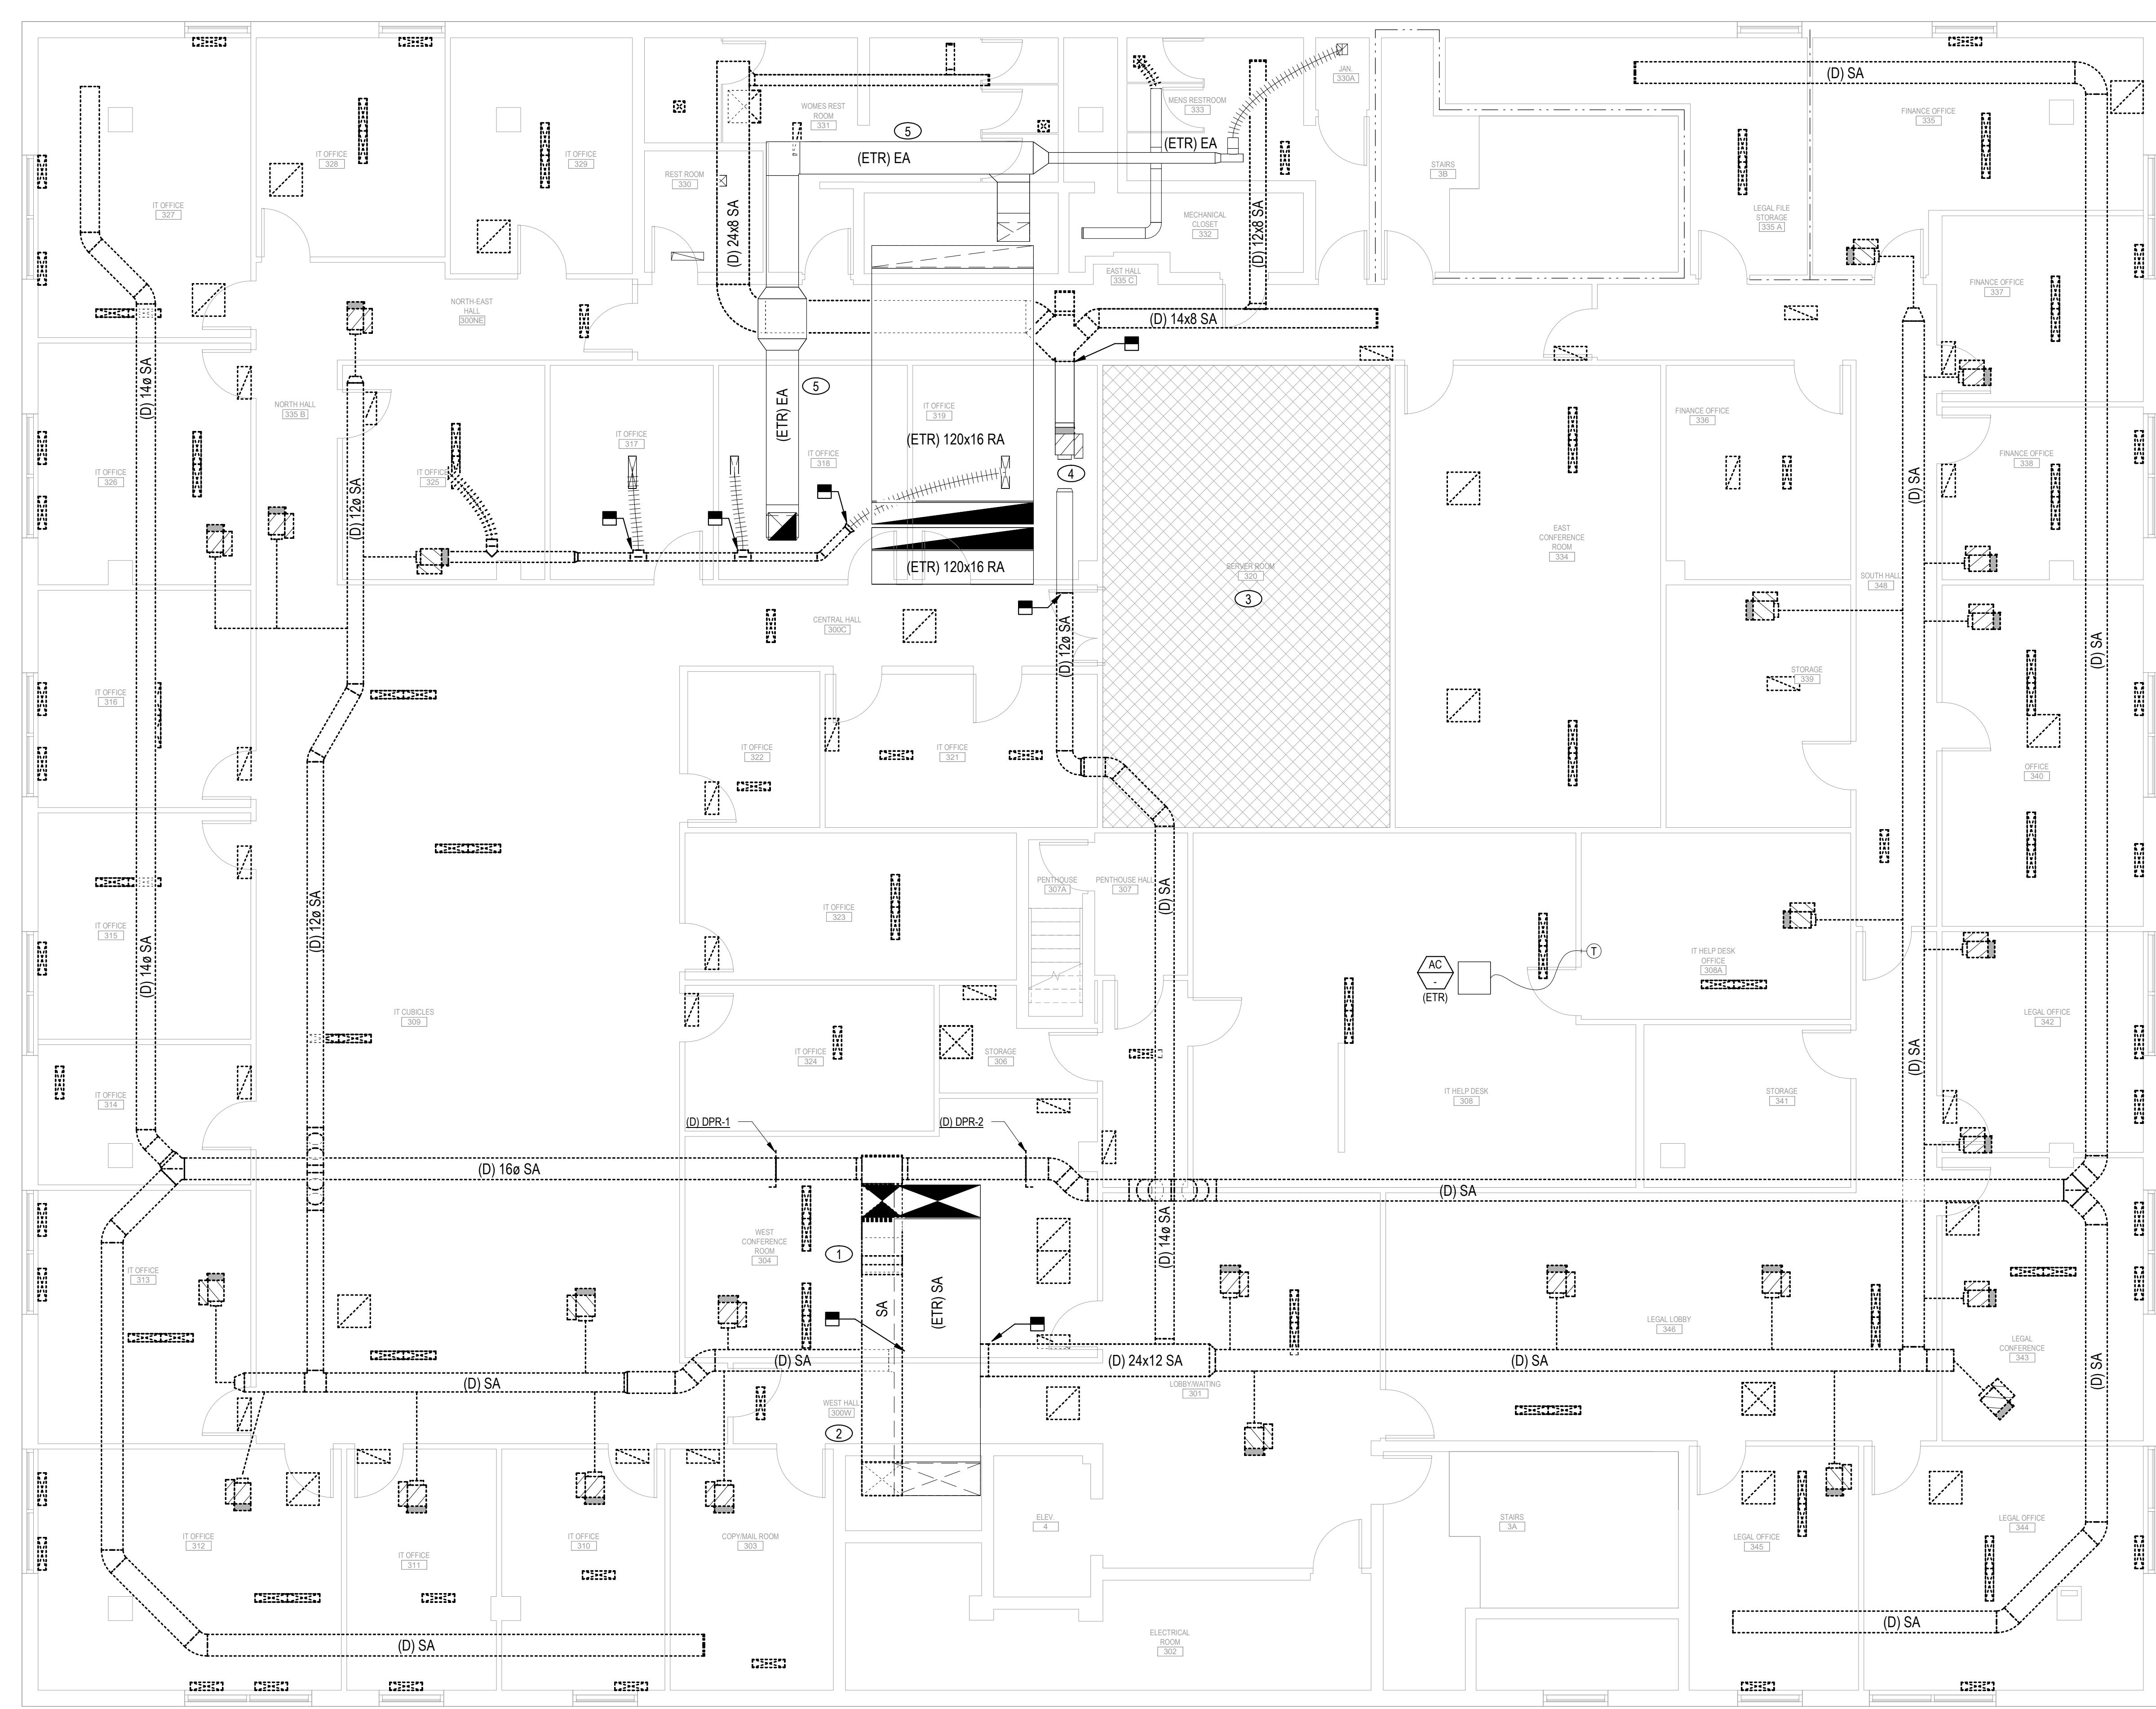 (D) SA
JAN.
330A
WOMES REST
ROOM
331
MENS RESTROOM
333
FINANCE OFFICE
335
5
(ETR) EA
(ETR) EA
IT OFFICE
328
IT OFFICE
329
REST ROOM
330
STAIRS
3B
IT OFFICE
327
LEGAL FILE
STORAGE
335 A
MECHANICAL
CLOSET
332
(D) 24x8 SA
(D) 12x8 SA
EAST HALL
335 C
FINANCE OFFICE
337
NORTH-EAST
HALL
300NE
(D) 14x8 SA
(D) 14ø SA
5
(ETR) EA
NORTH HALL
335 B
IT OFFICE
319
(ETR) 120x16 RA
FINANCE OFFICE
336
IT OFFICE
317
IT OFFICE
318
4
FINANCE OFFICE
338
IT OFFICE
326
IT OFFICE
325
(D) 12ø SA
(D) SA
EAST
CONFERENCE
ROOM
334
(ETR) 120x16 RA
SERVER ROOM
320
3
SOUTH HALL
348
CENTRAL HALL
300C
(D) 12ø SA
(D) SA
STORAGE
339
IT OFFICE
316
IT OFFICE
322
IT OFFICE
321
OFFICE
340
PENTHOUSE
307A
PENTHOUSE HALL
307
(D) SA
IT OFFICE
323
IT OFFICE
315
(D) 14ø SA
(D) 12ø SA
IT HELP DESK
OFFICE
308A
T
AC
-
(ETR)
IT CUBICLES
309
LEGAL OFFICE
342
IT OFFICE
324
STORAGE
306
(D) SA
IT OFFICE
314
IT HELP DESK
308
STORAGE
341
(D) DPR-1
(D) DPR-2
(D) 16ø SA
(D) SA
WEST
CONFERENCE
ROOM
304
1
(D) 14ø SA
IT OFFICE
313
SA
(ETR) SA
LEGAL LOBBY
346
LEGAL
CONFERENCE
343
(D) SA
(D) SA
(D) 24x12 SA
(D) SA
(D) SA
LOBBY/WAITING
301
WEST HALL
300W
2
ELEV.
4
STAIRS
3A
IT OFFICE
312
IT OFFICE
311
IT OFFICE
310
COPY/MAIL ROOM
303
LEGAL OFFICE
345
LEGAL OFFICE
344
(D) SA
(D) SA
ELECTRICAL
ROOM
302